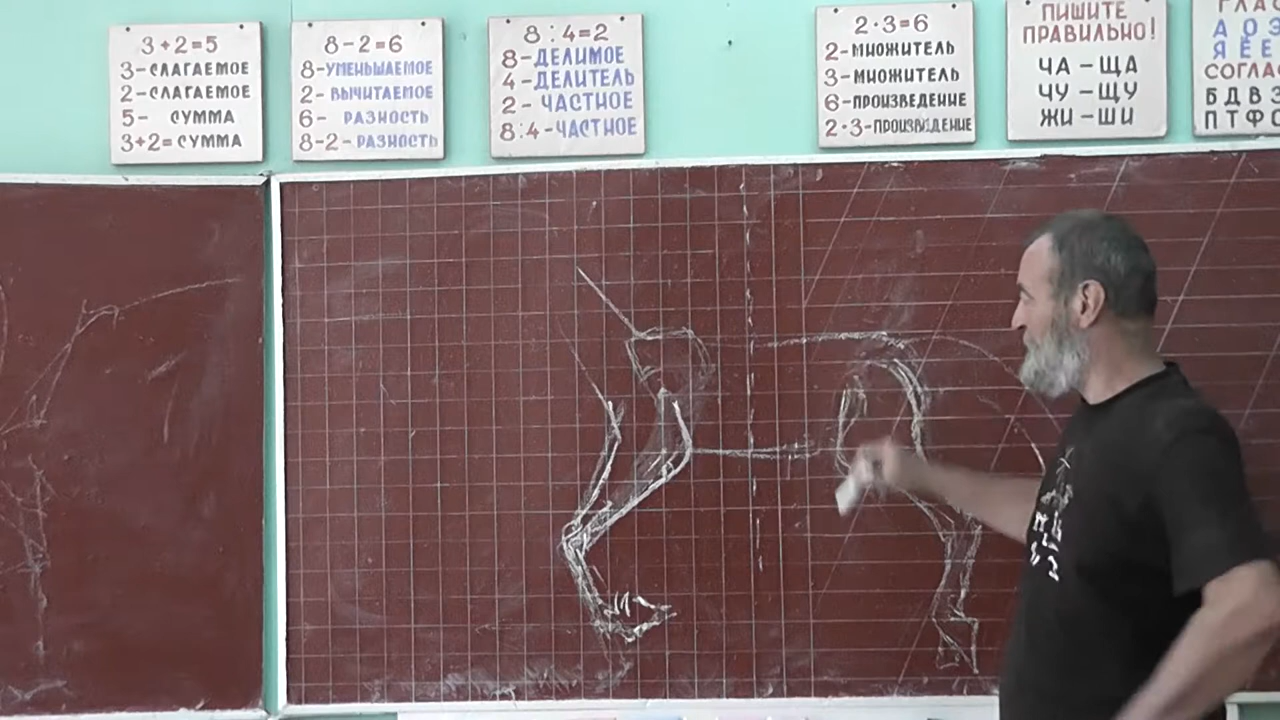 3+2=5
3-СЛАГАЕМОЕ
2-СЛАГАЕМОЕ
5- СУММА
3+2= СУММА
8-2=6
8-УМЕНЬШАЕМОЕ
2- ВЫЧИТАЕМОЕ
6- РАЗНОСТЬ
8-2-РАЗНОСТЬ
8:4=2
8-ДЕЛИМОЕ
4-ДЕЛИТЕЛЬ
2- ЧАСТНОЕ
8:4-ЧАСТНОЕ
2·3=6
2-МНОЖИТЕЛЬ
3-МНОЖИТЕЛЬ
6-ПРОИЗВЕДЕНИЕ
2·3-ПРОИЗВЕДЕНИЕ
ПИШИТЕ
ПРАВИЛЬНО!
ЧА-ЩА
ЧУ-ЩУ
ЖИ-ШИ
ГЛАС
А О Э
Я Ё Е
СОГЛАС
Б Д В З
П Т Ф С